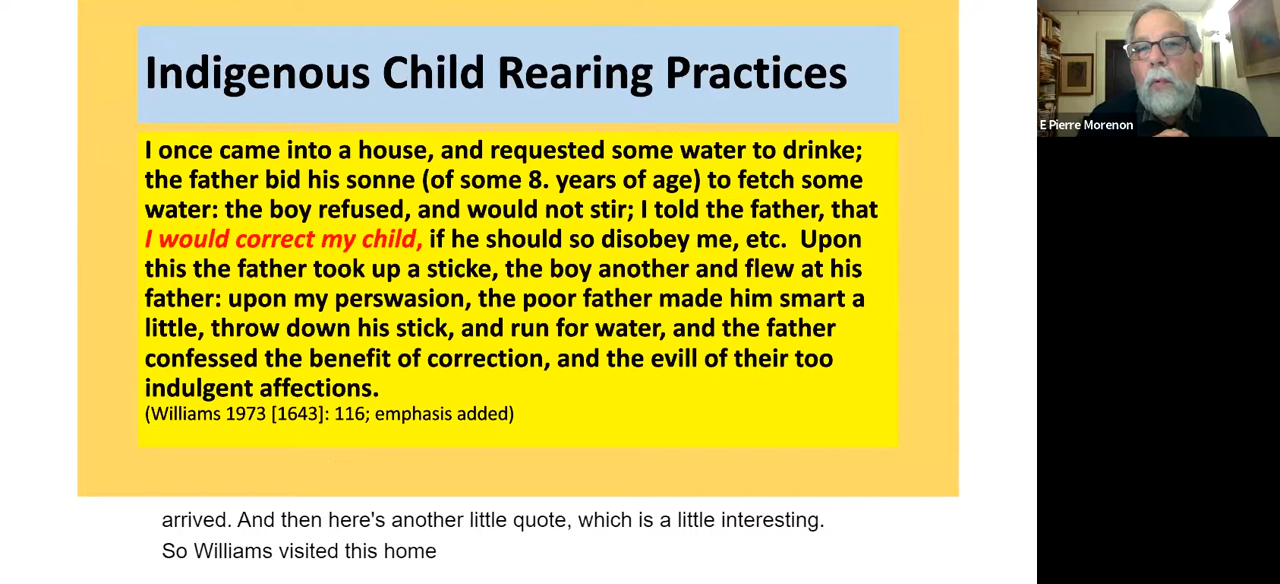 Indigenous Child Rearing Practices
I once came into a house, and requested some water to drinke;
the father bid his sonne (of some 8. years of age) to fetch some
water: the boy refused, and would not stir; I told the father, that
I would correct my child, if he should so disobey me, etc.  Upon
this the father took up a sticke, the boy another and flew at his
father: upon my perswasion, the poor father made him smart a
little, throw down his stick, and run for water, and the father
confessed the benefit of correction, and the evill of their too
indulgent affections.
(Williams 1973 [1643]: 116; emphasis added)
E Pierre Morenon
arrived. And then here's another little quote, which is a little interesting.
So Williams visited this home